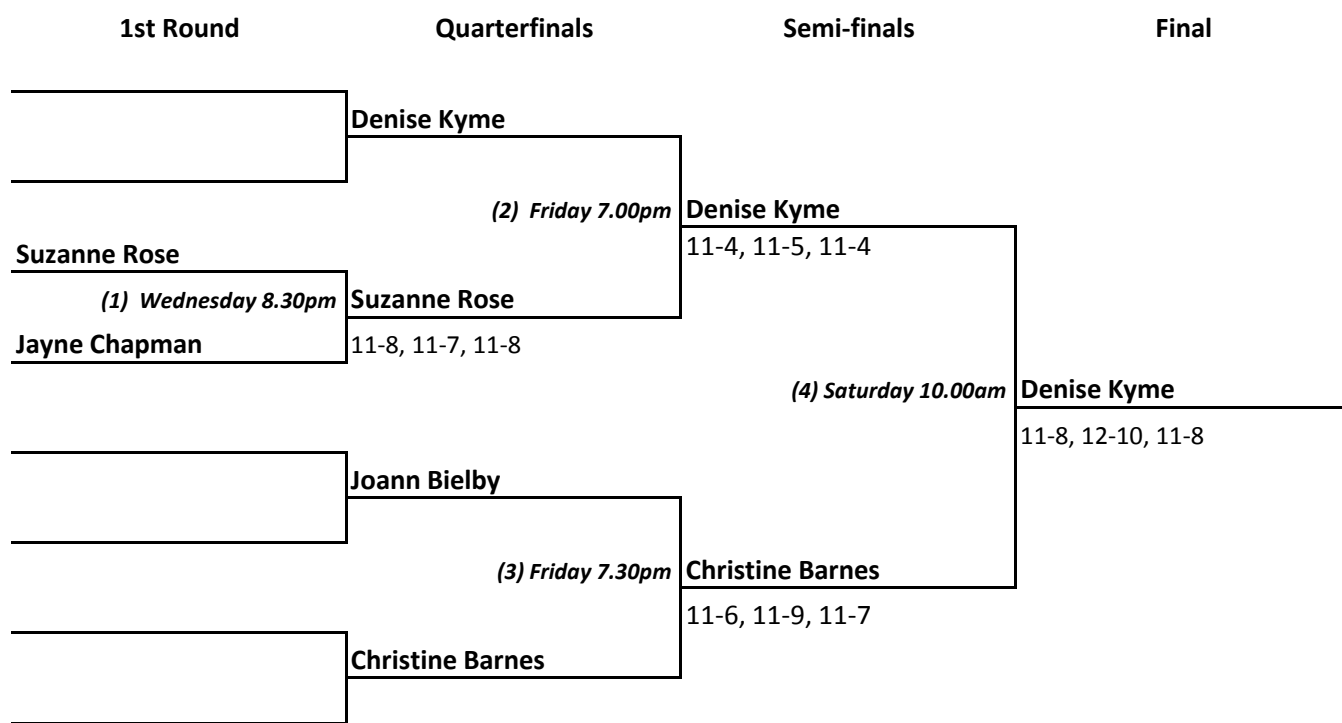 1st Round Quarterfinals Semi-finals Final
Denise Kyme
(2) Friday 7.00pm Denise Kyme
11-4, 11-5, 11-4
Suzanne Rose
(1) Wednesday 8.30pm Suzanne Rose
Jayne Chapman 11-8, 11-7, 11-8
(4) Saturday 10.00am Denise Kyme
11-8, 12-10, 11-8
Joann Bielby
(3) Friday 7.30pm Christine Barnes
11-6, 11-9, 11-7
Christine Barnes